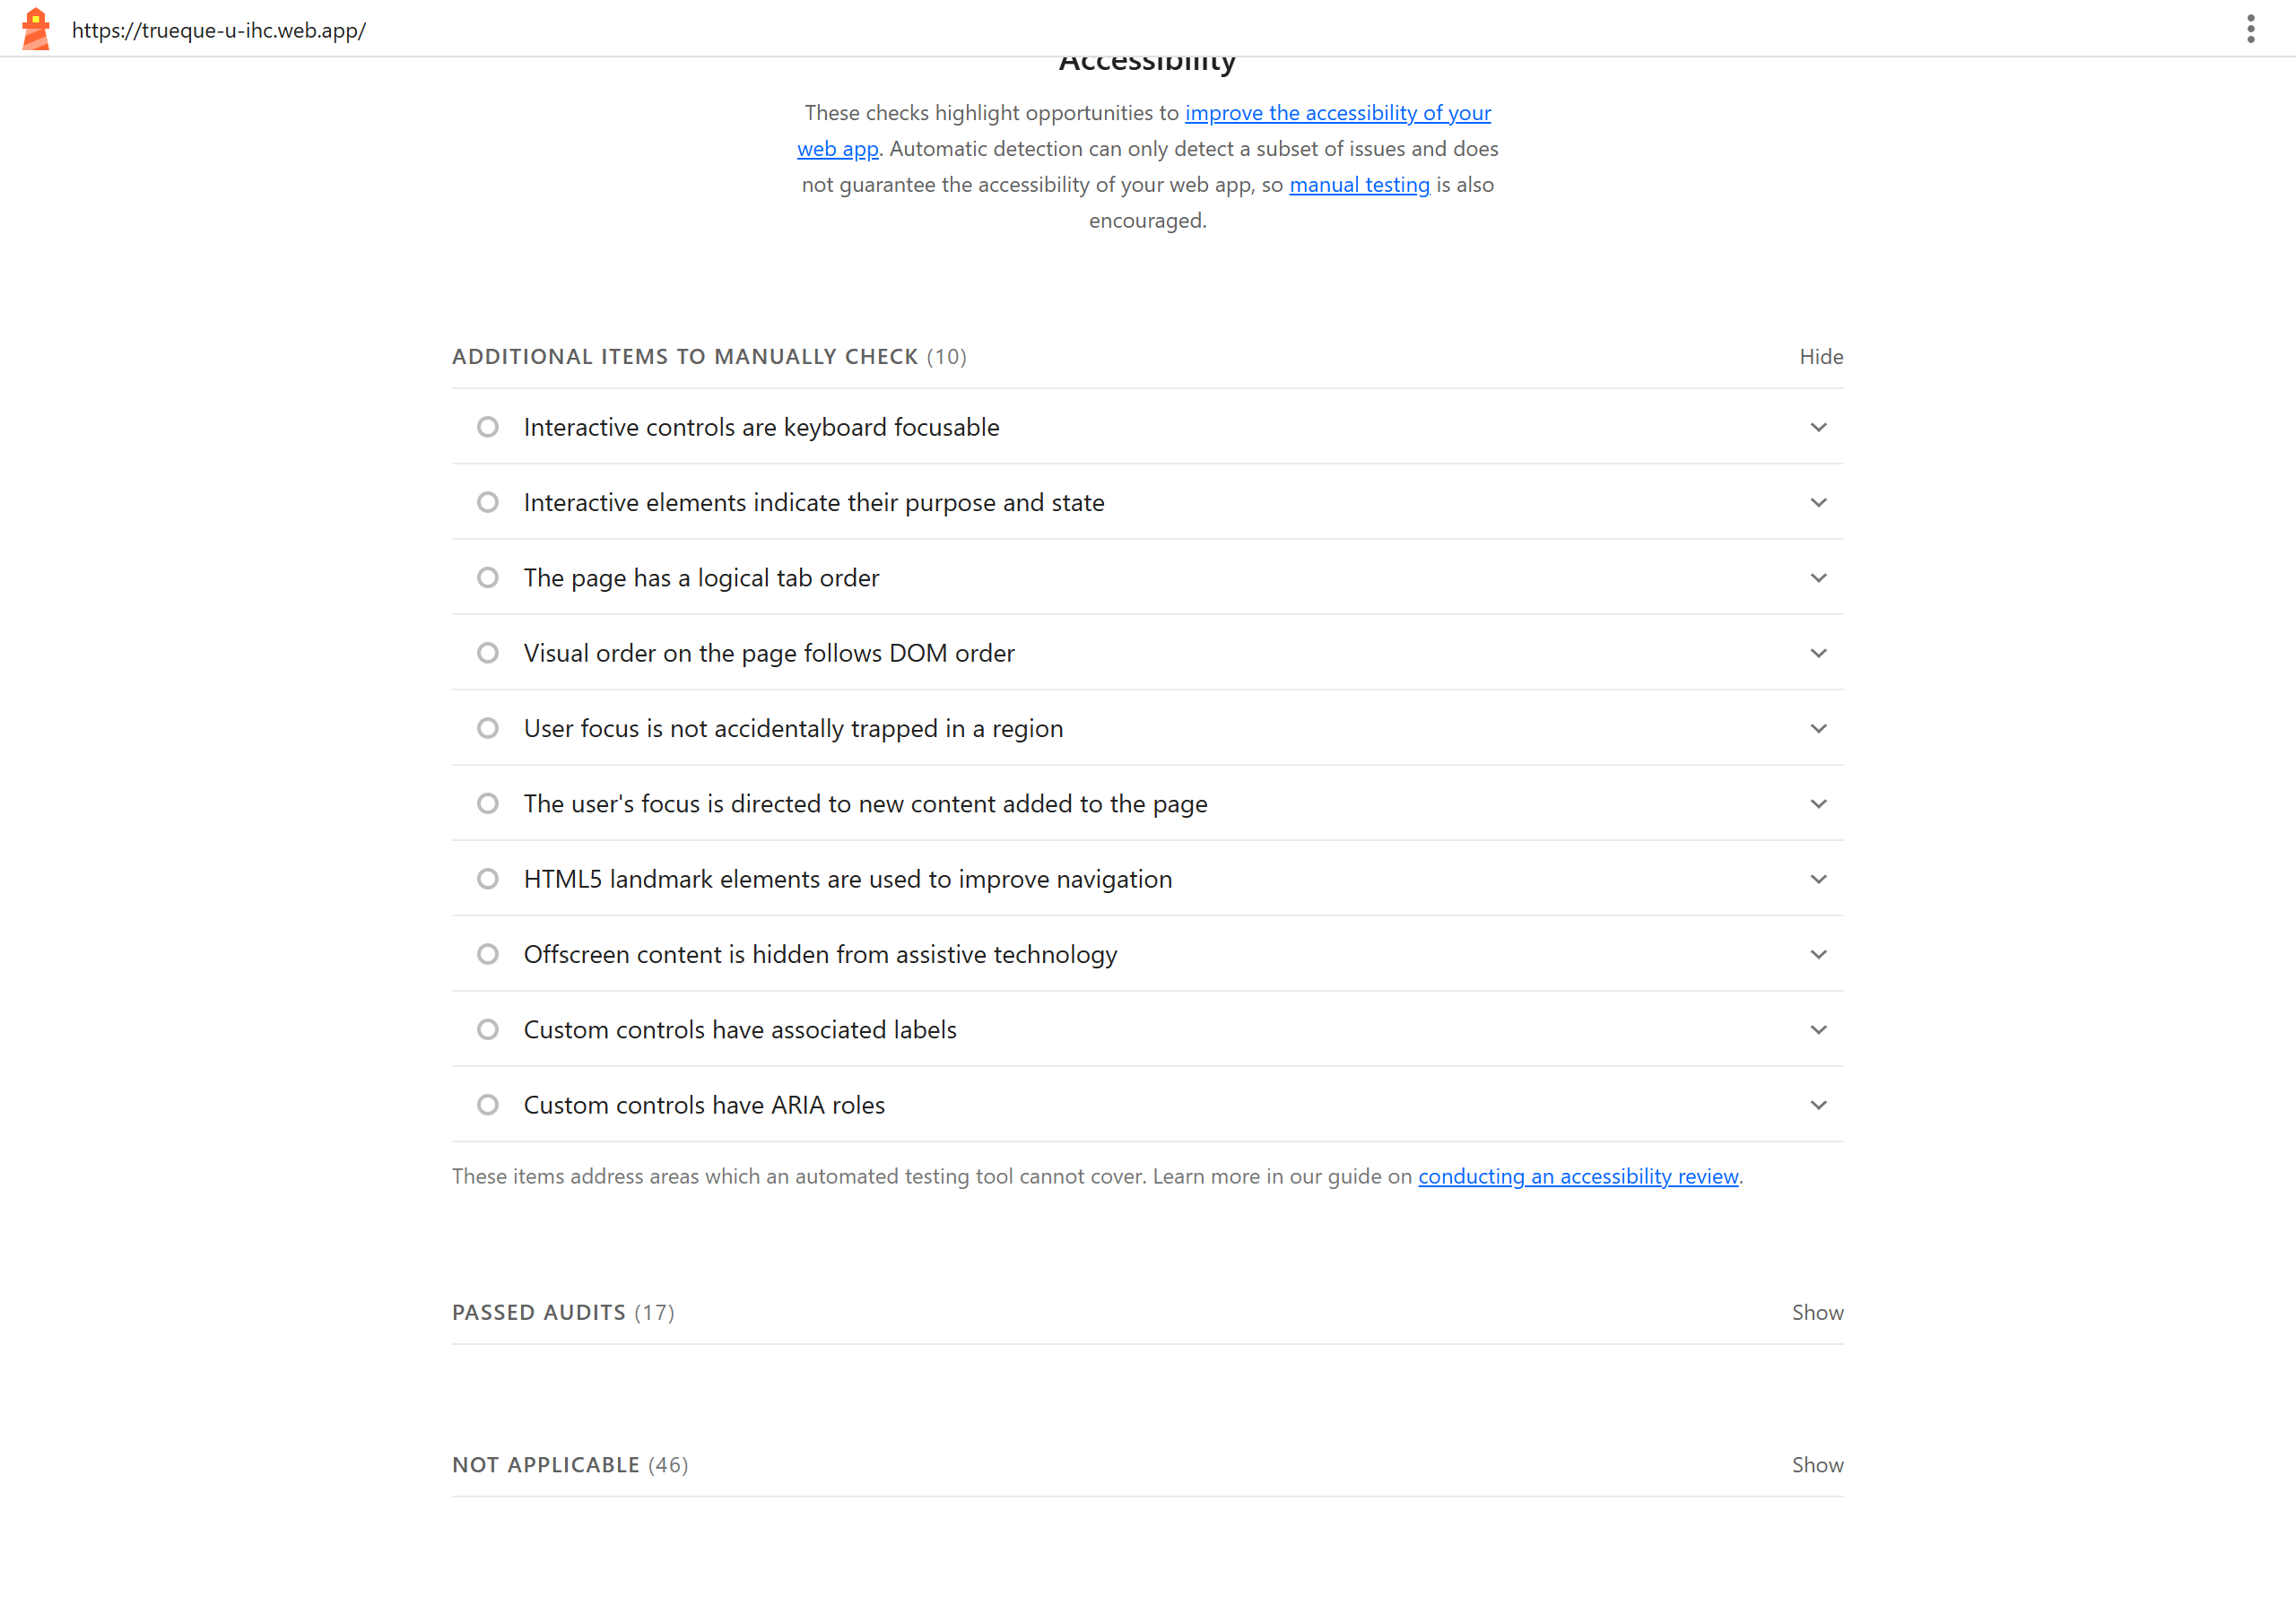 https://trueque-u-ihc.web.app/
Accessibility
These checks highlight opportunities to improve the accessibility of your
web app. Automatic detection can only detect a subset of issues and does
not guarantee the accessibility of your web app, so manual testing is also
encouraged.
ADDITIONAL ITEMS TO MANUALLY CHECK (10)
Hide
Interactive controls are keyboard focusable
Interactive elements indicate their purpose and state
The page has a logical tab order
Visual order on the page follows DOM order
User focus is not accidentally trapped in a region
The user's focus is directed to new content added to the page
HTML5 landmark elements are used to improve navigation
Offscreen content is hidden from assistive technology
Custom controls have associated labels
Custom controls have ARIA roles
These items address areas which an automated testing tool cannot cover. Learn more in our guide on conducting an accessibility review.
PASSED AUDITS (17)
Show
NOT APPLICABLE (46)
Show